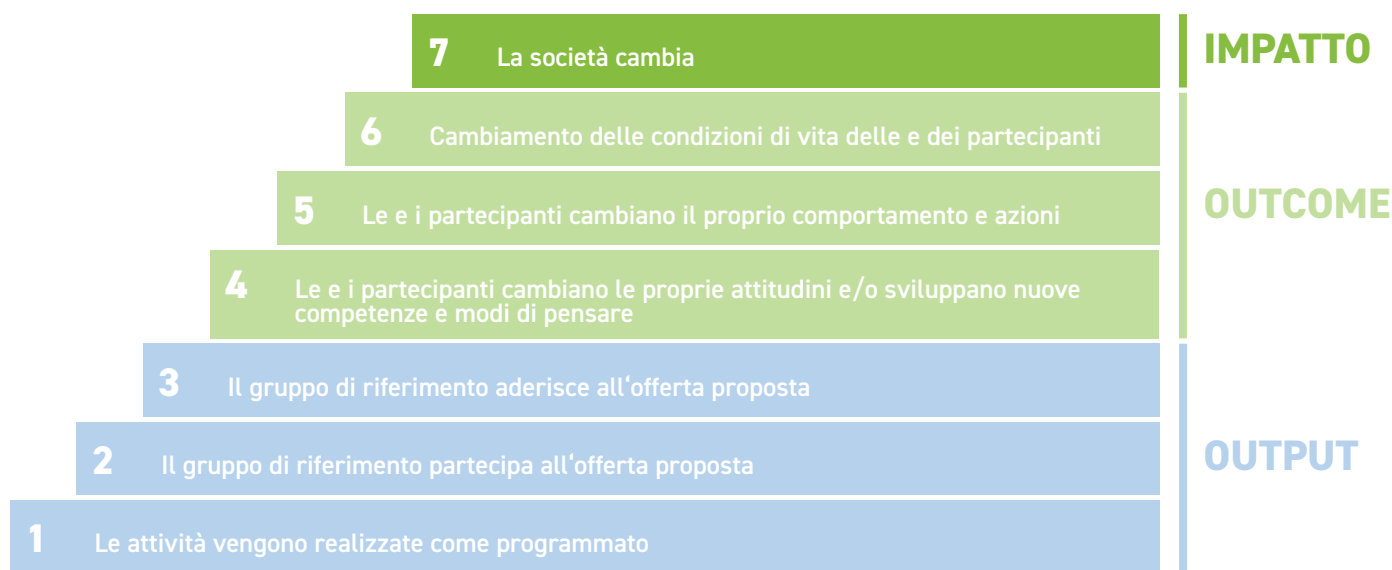 7 La società cambia
IMPATTO
6 Cambiamento delle condizioni di vita delle e dei partecipanti
5 Le e i partecipanti cambiano il proprio comportamento e azioni
OUTCOME
4 Le e i partecipanti cambiano le proprie attitudini e/o sviluppano nuove
competenze e modi di pensare
3 Il gruppo di riferimento aderisce all‘offerta proposta
2 Il gruppo di riferimento partecipa all‘offerta proposta
OUTPUT
1 Le attività vengono realizzate come programmato